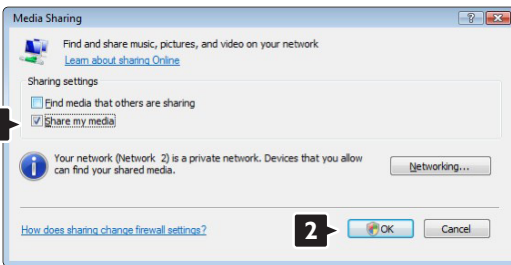 Media Sharing
Find and share music, pictures, and video on your network
Learn about sharing Online
Sharing settings
Find media that others are sharing
Share my media
Your network (Network 2) is a private network. Devices that you allow
can find your shared media.
Networking...
How does sharing change firewall settings?
2
OK
Cancel